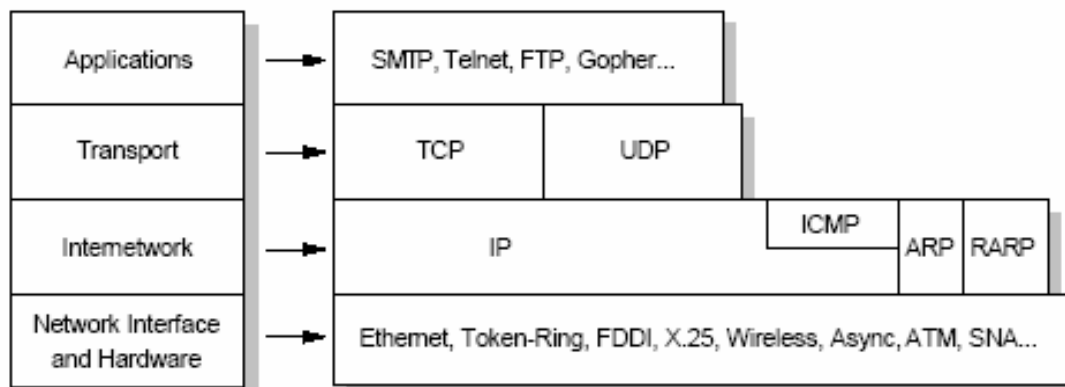 Applications
SMTP, Telnet, FTP, Gopher...
Transport
TCP
UDP
Internetwork
IP
ICMP
ARP
RARP
Network Interface
and Hardware
Ethernet, Token-Ring, FDDI, X.25, Wireless, Async, ATM, SNA...